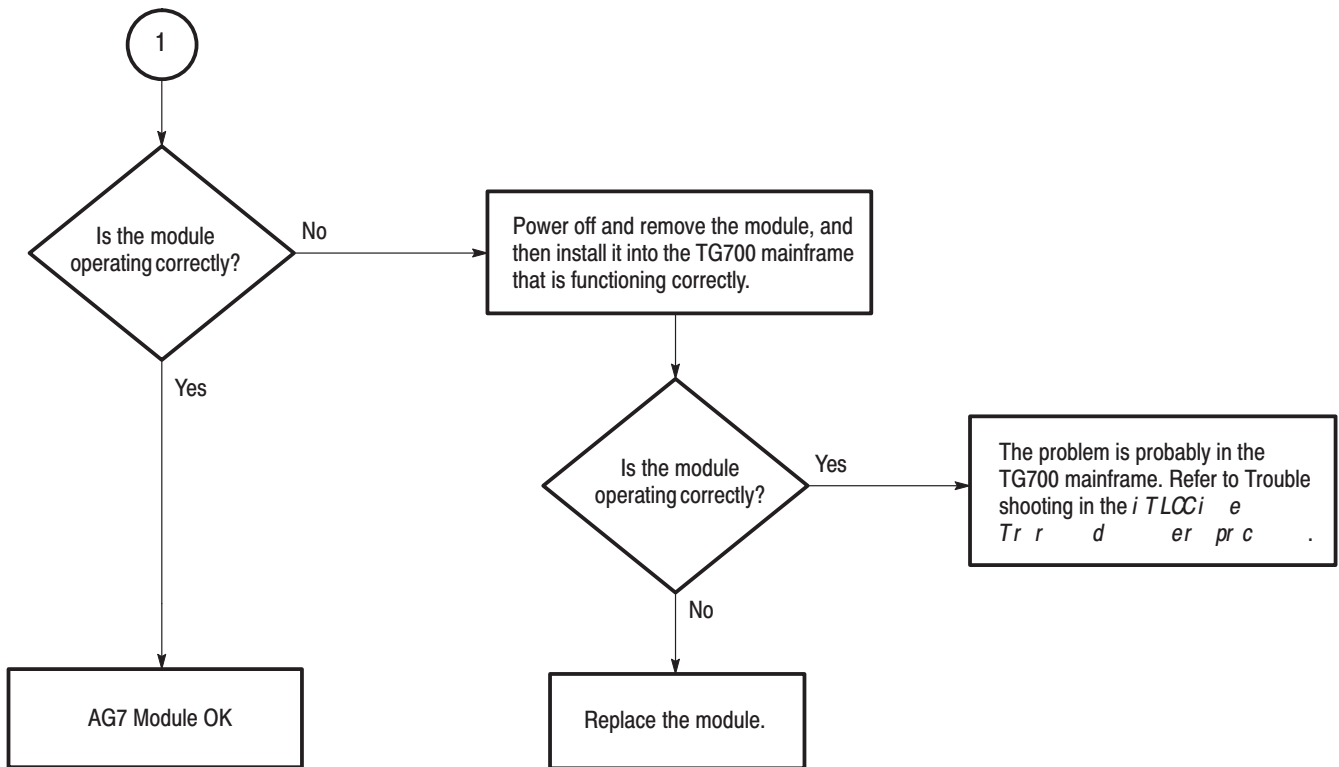 1
Is the module
operating correctly?
No
Power off and remove the module, and
then install it into the TG700 mainframe
that is functioning correctly.
Yes
Is the module
operating correctly?
Yes
The problem is probably in the
TG700 mainframe. Refer to Trouble
shooting in the
No
AG7 Module OK
Replace the module.